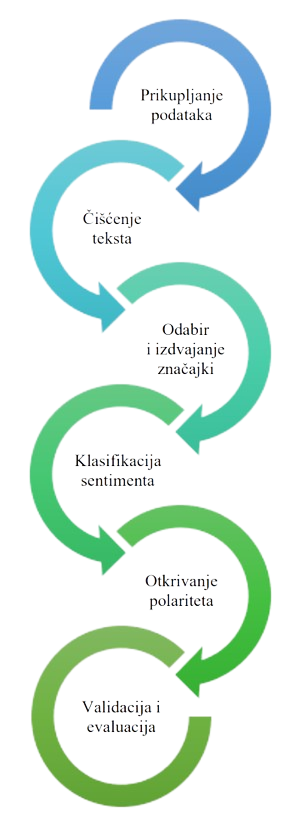 Prikupljanje
podataka
Čišćenje
teksta
Odabir
i izdvajanje
značajki
Klasifikacija
sentimenta
Otkrivanje
polariteta
Validacija i
evaluacija